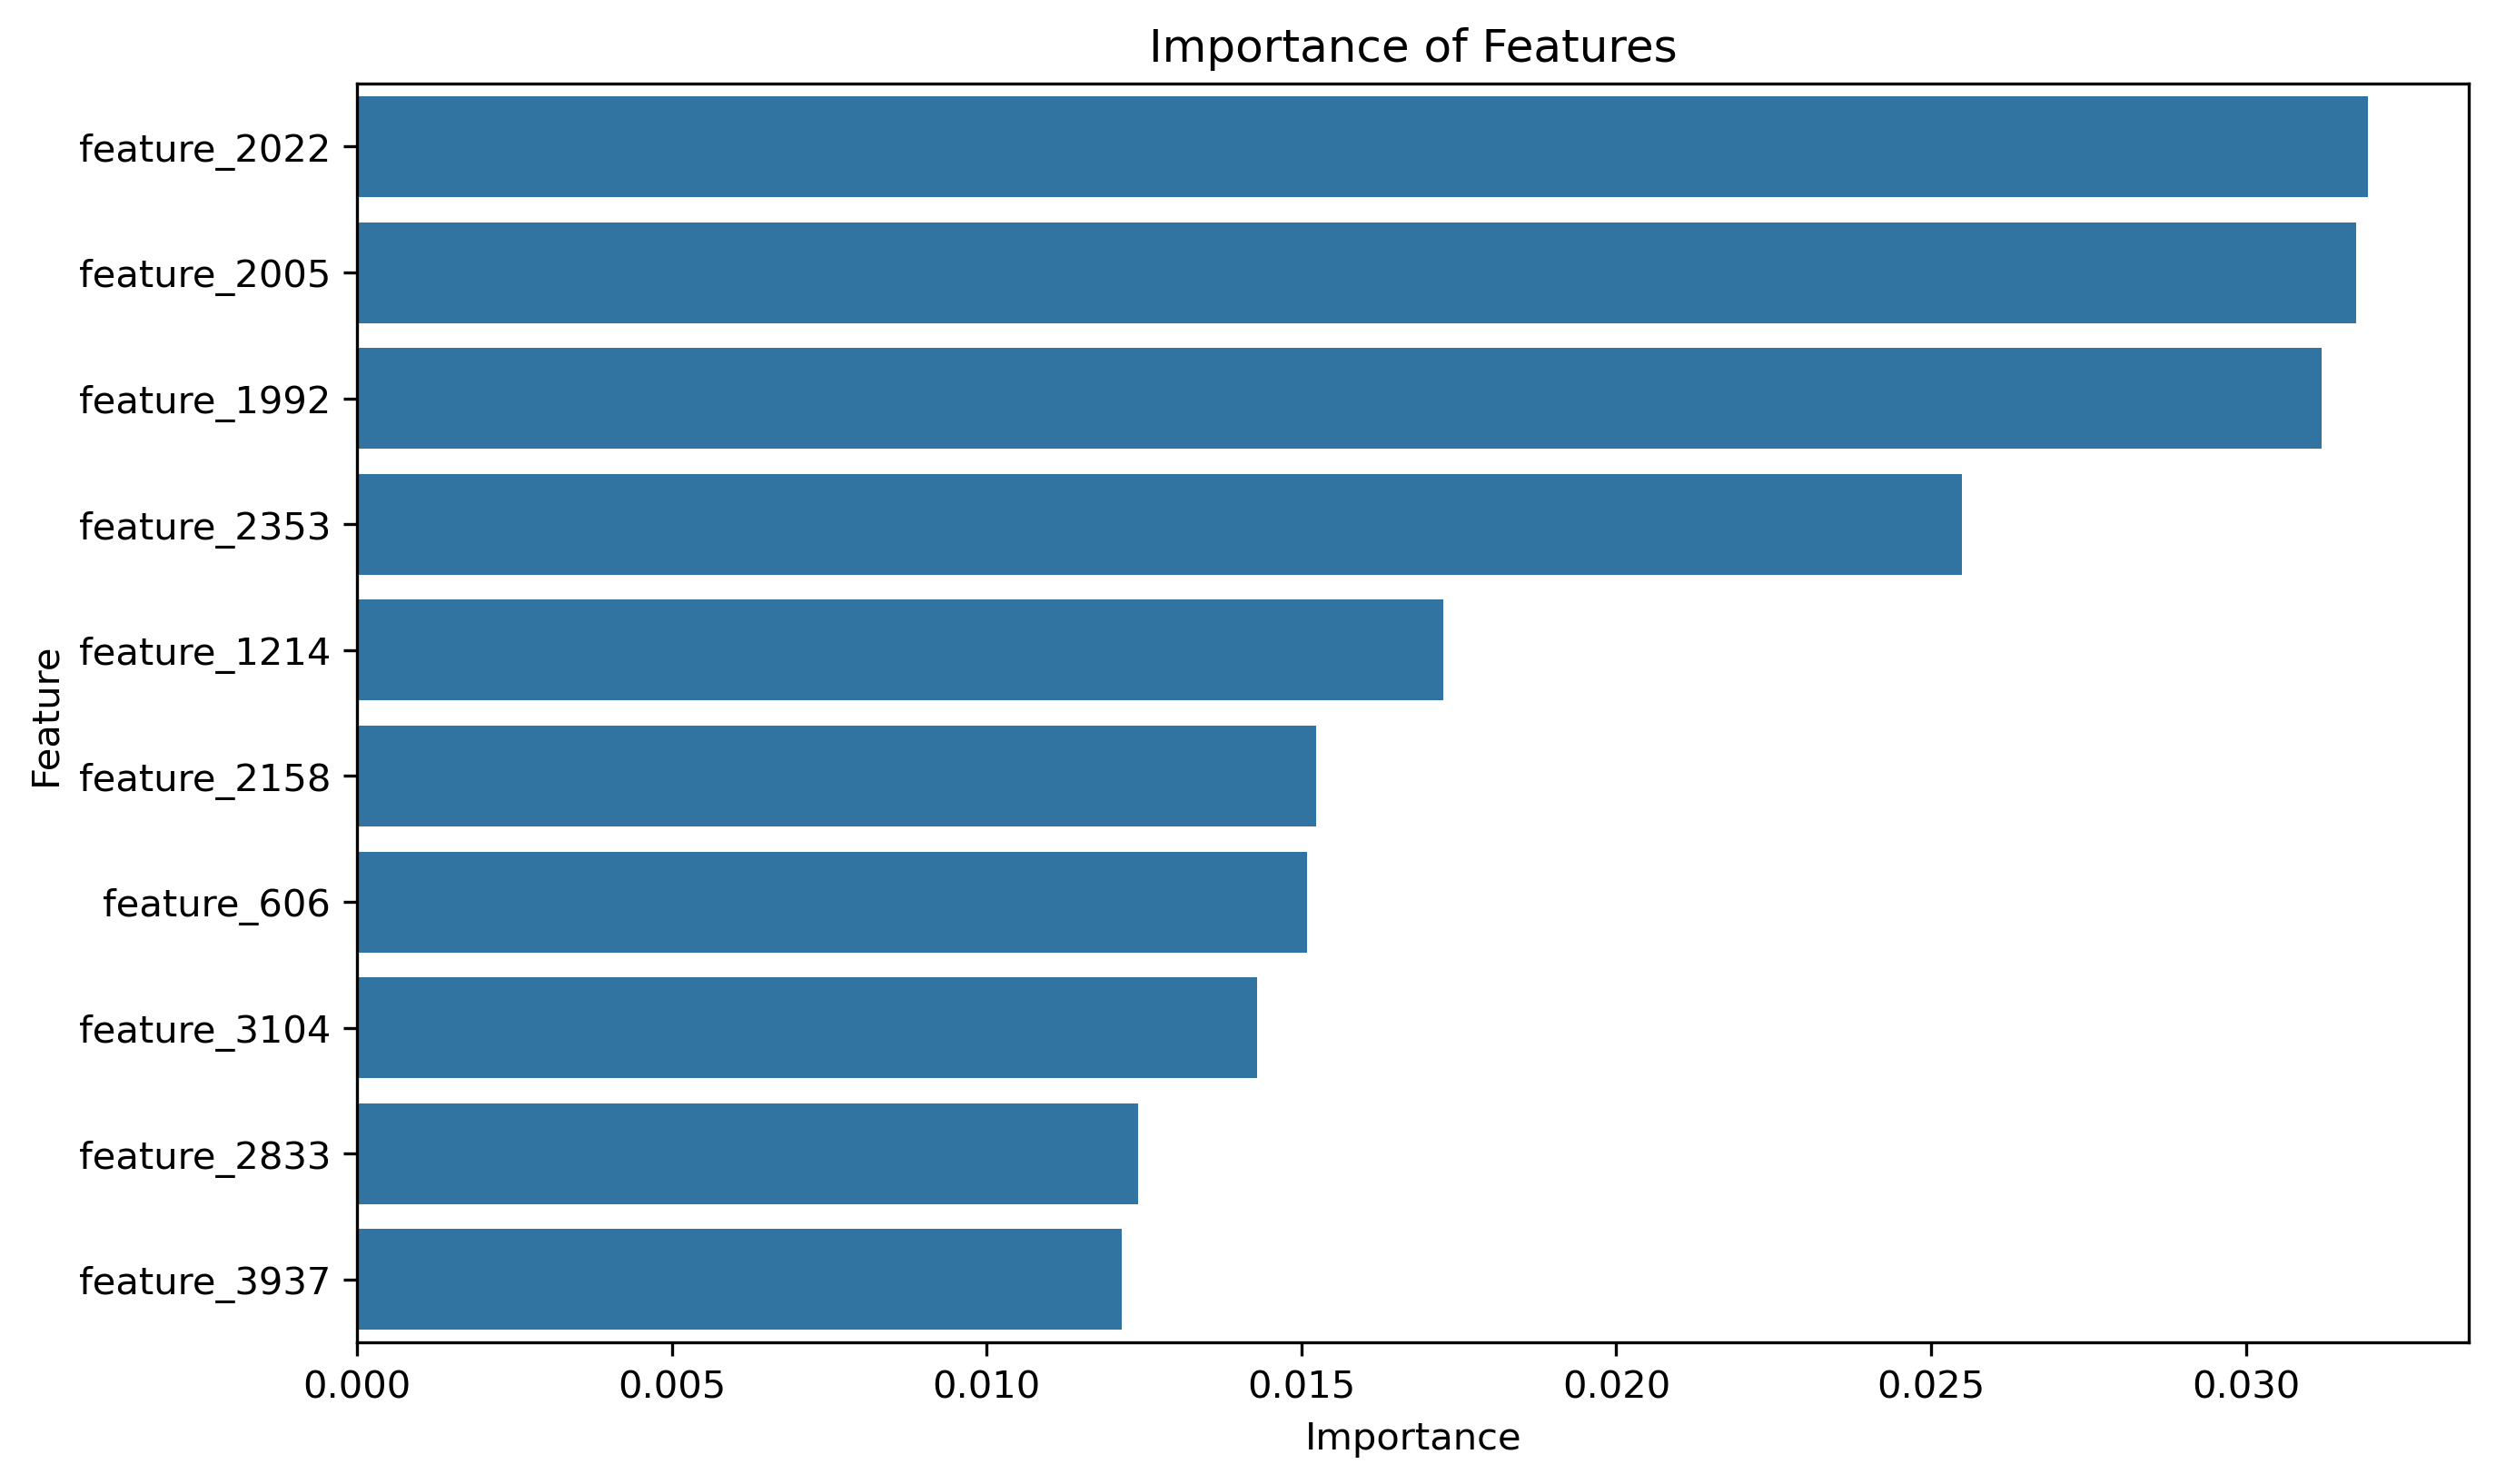 Importance of Features
Feature
feature_2022
feature_2005
feature_1992
feature_2353
feature_1214
feature_2158
feature_606
feature_3104
feature_2833
feature_3937
0.000 0.005 0.010 0.015 0.020 0.025 0.030
Importance